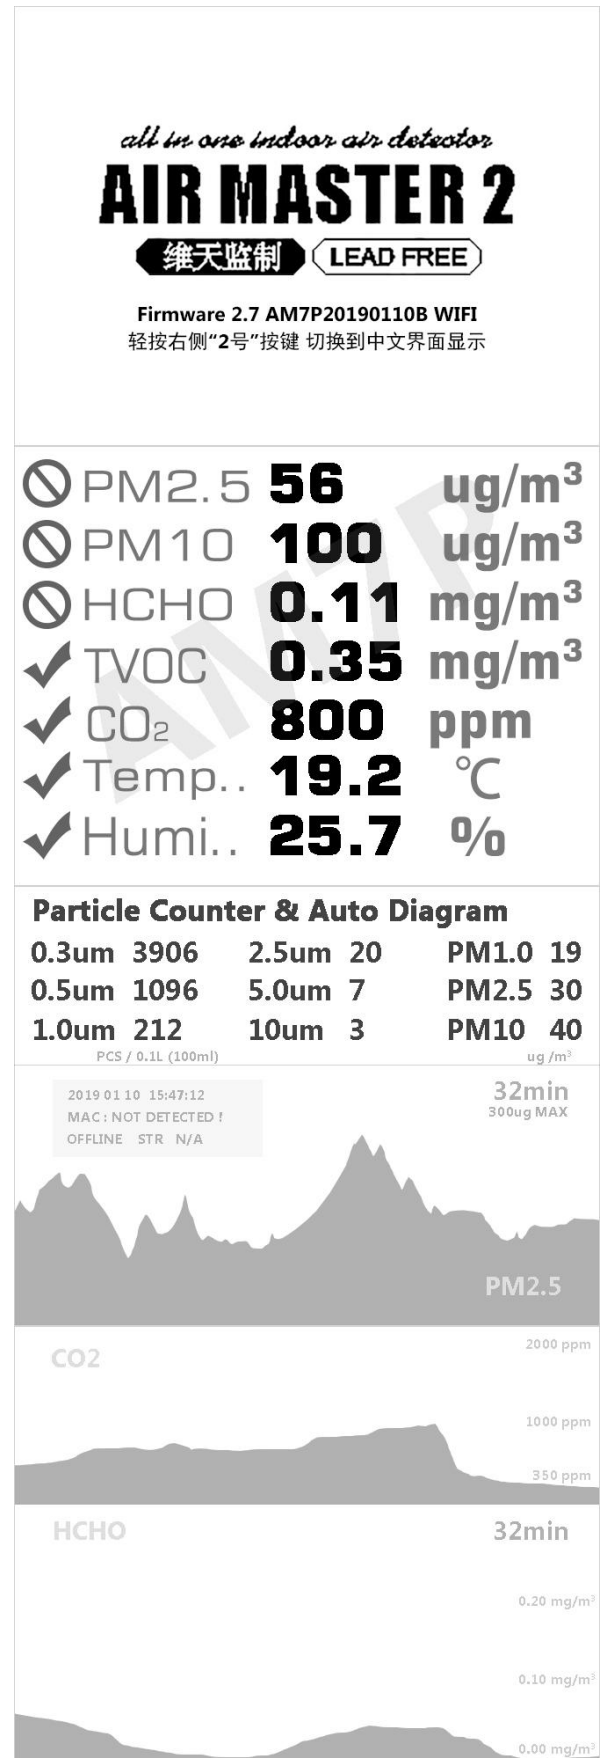 all in one indoor air detector
AIR MASTER 2
维天监制 LEAD FREE
Firmware 2.7 AM7P20190110B WIFI
轻按右侧“2号”按键 切换到中文界面显示
AM7P
PM2.5 56 ug/m³
PM10 100 ug/m³
HCHO 0.11 mg/m³
TVOC 0.35 mg/m³
CO₂ 800 ppm
Temp.. 19.2 ℃
Humi.. 25.7 %
Particle Counter & Auto Diagram
0.3um 3906 2.5um 20 PM1.0 19
0.5um 1096 5.0um 7 PM2.5 30
1.0um 212 10um 3 PM10 40
PCS / 0.1L (100ml) ug /m³
2019 01 10 15:47:12 32min
MAC : NOT DETECTED ! 300ug MAX
OFFLINE STR N/A
PM2.5
2000 ppm
CO2
1000 ppm
350 ppm
HCHO 32min
0.20 mg/m³
0.10 mg/m³
0.00 mg/m³